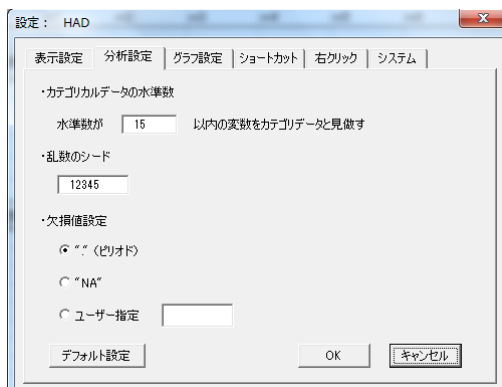 設定： HAD
表示設定 分析設定 グラフ設定 ショートカット 右クリック システム
・カテゴリカルデータの水準数
水準数が 15 以内の変数をカテゴリデータと見做す
・乱数のシード
12345
・欠損値設定
"."（ピリオド）
"NA"
ユーザー指定
デフォルト設定 OK キャンセル